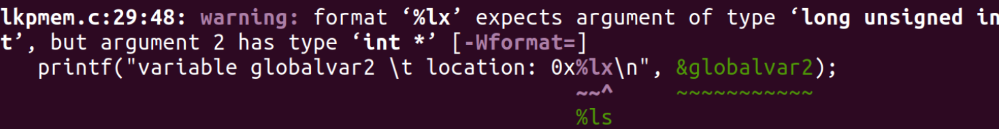 lkpmem.c:29:48: warning: format ‘%lx’ expects argument of type ‘long unsigned in
t’, but argument 2 has type ‘int *’ [-Wformat=]
   printf("variable globalvar2 \t location: 0x%lx\n", &globalvar2);
                                              ~~^     ~~~~~~~~~~~
                                              %ls